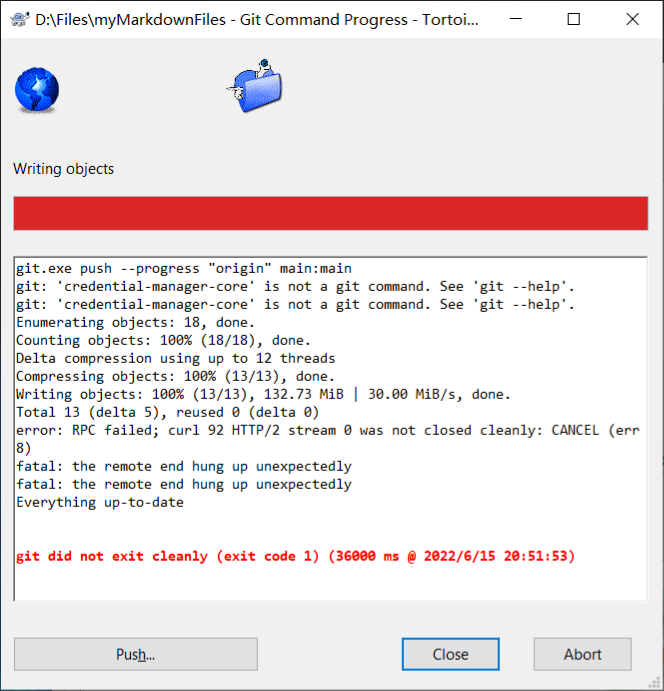 D:\Files\myMarkdownFiles - Git Command Progress - Tortoi...
Writing objects
git.exe push --progress "origin" main:main
git: 'credential-manager-core' is not a git command. See 'git --help'.
git: 'credential-manager-core' is not a git command. See 'git --help'.
Enumerating objects: 18, done.
Counting objects: 100% (18/18), done.
Delta compression using up to 12 threads
Compressing objects: 100% (13/13), done.
Writing objects: 100% (13/13), 132.73 MiB | 30.00 MiB/s, done.
Total 13 (delta 5), reused 0 (delta 0)
error: RPC failed; curl 92 HTTP/2 stream 0 was not closed cleanly: CANCEL (err
8)
fatal: the remote end hung up unexpectedly
fatal: the remote end hung up unexpectedly
Everything up-to-date
git did not exit cleanly (exit code 1) (36000 ms @ 2022/6/15 20:51:53)
Push... Close Abort